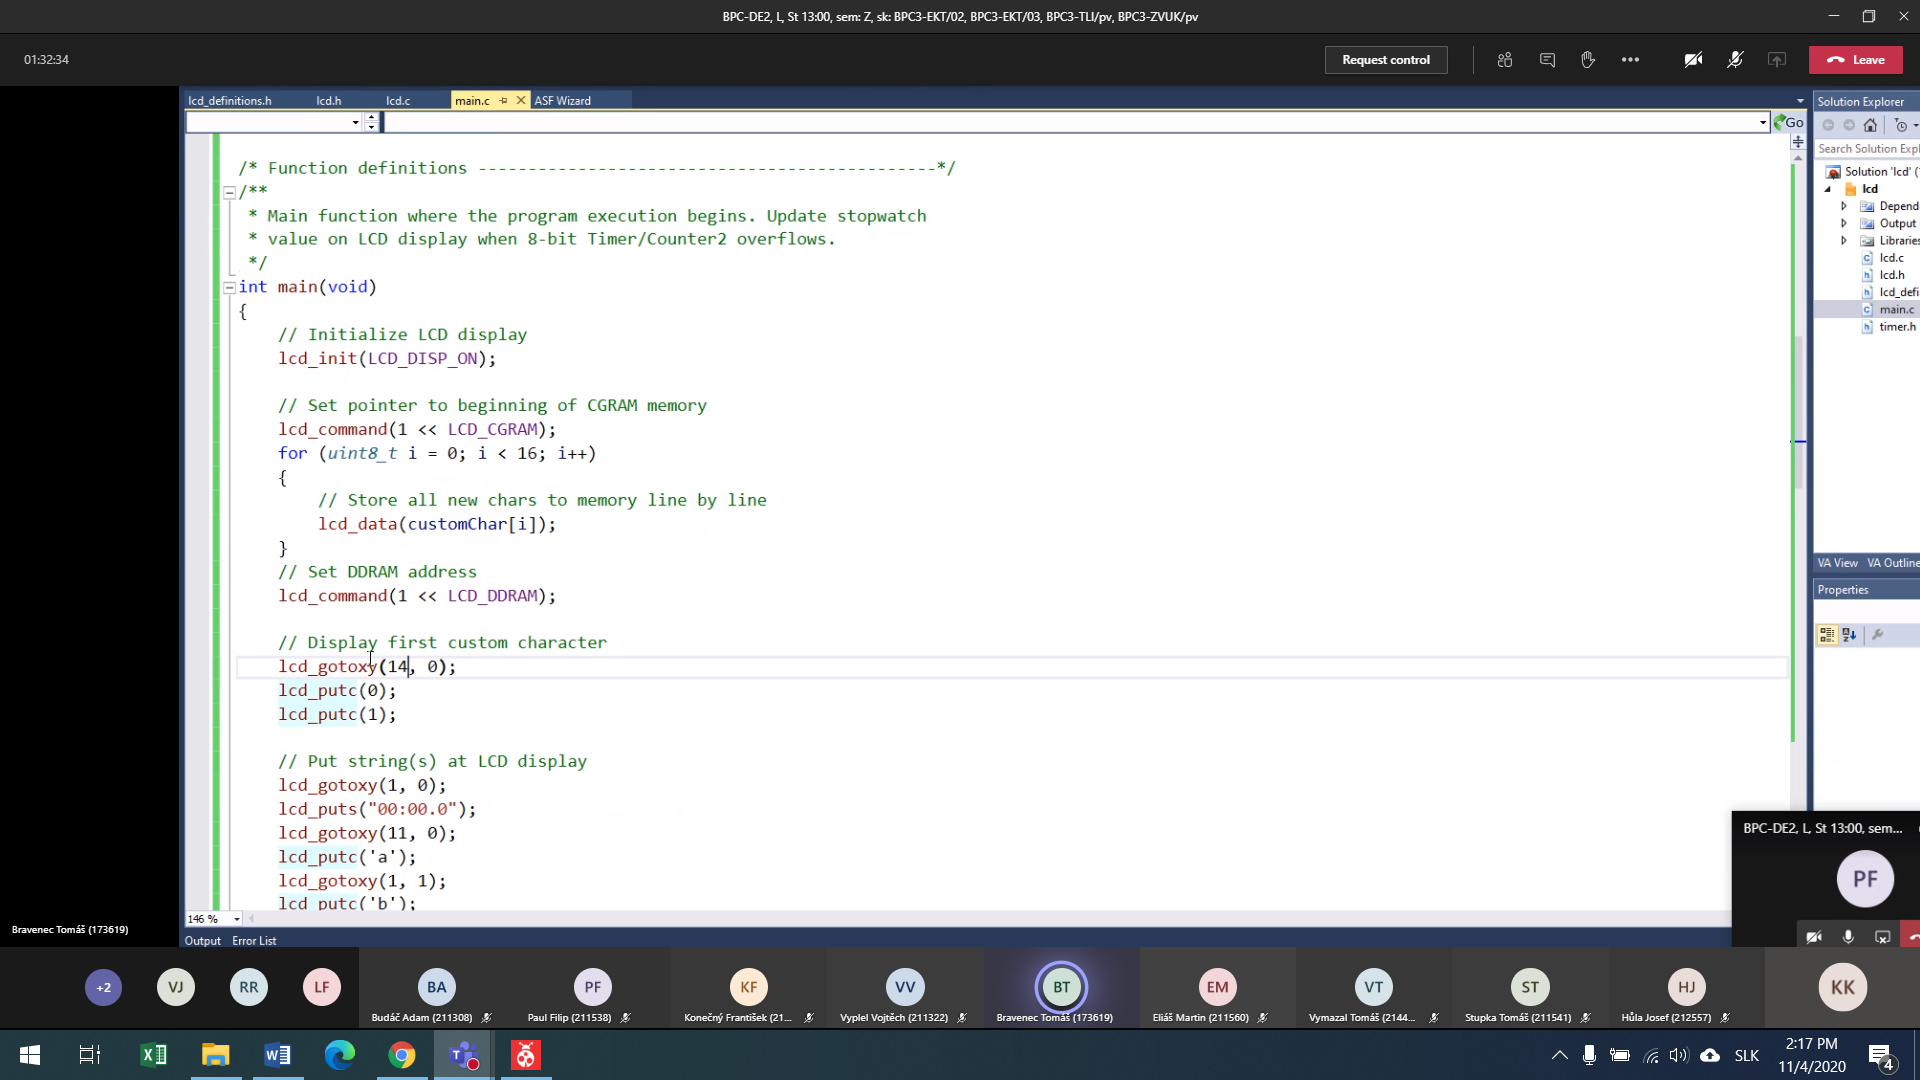 BPC-DE2, L, St 13:00, sem: Z, sk: BPC3-EKT/02, BPC3-EKT/03, BPC3-TLI/pv, BPC3-ZVUK/pv
01:32:34
Request control
Leave
lcd_definitions.h lcd.h lcd.c main.c ASF Wizard
Go
/* Function definitions ----------------------------------------------*/
/**
* Main function where the program execution begins. Update stopwatch
* value on LCD display when 8-bit Timer/Counter2 overflows.
*/
int main(void)
{
// Initialize LCD display
lcd_init(LCD_DISP_ON);
// Set pointer to beginning of CGRAM memory
lcd_command(1 << LCD_CGRAM);
for (uint8_t i = 0; i < 16; i++)
{
// Store all new chars to memory line by line
lcd_data(customChar[i]);
}
// Set DDRAM address
lcd_command(1 << LCD_DDRAM);
// Display first custom character
lcd_gotoxy(14, 0);
lcd_putc(0);
lcd_putc(1);
// Put string(s) at LCD display
lcd_gotoxy(1, 0);
lcd_puts("00:00.0");
lcd_gotoxy(11, 0);
lcd_putc('a');
lcd_gotoxy(1, 1);
lcd_putc('b');
146 %
Output Error List
Solution Explorer
Search Solution Expl
Solution 'lcd' (
lcd
Depend
Output
Libraries
lcd.c
lcd.h
lcd_defi
main.c
timer.h
VA View VA Outline
Properties
BPC-DE2, L, St 13:00, sem...
PF
Bravenec Tomáš (173619)
+2 VJ RR LF BA PF KF VV BT EM VT ST HJ KK
Budáč Adam (211308) Paul Filip (211538) Konečný František (21... Vyplel Vojtěch (211322) Bravenec Tomáš (173619) Eliáš Martin (211560) Vymazal Tomáš (2144... Stupka Tomáš (211541) Hůla Josef (212557)
SLK
2:17 PM
11/4/2020
4